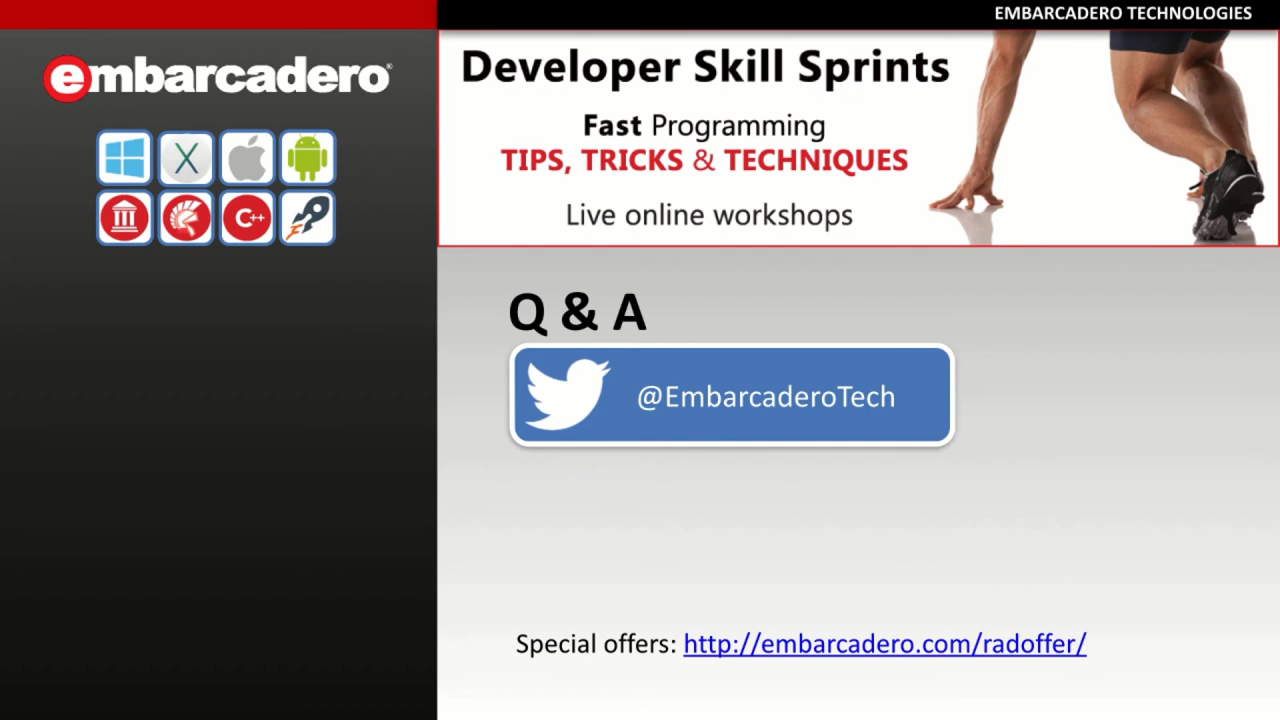 EMBARCADERO TECHNOLOGIES
embarcadero®
Developer Skill Sprints
Fast Programming
TIPS, TRICKS & TECHNIQUES
Live online workshops
C++
Q & A
@EmbarcaderoTech
Special offers: http://embarcadero.com/radoffer/